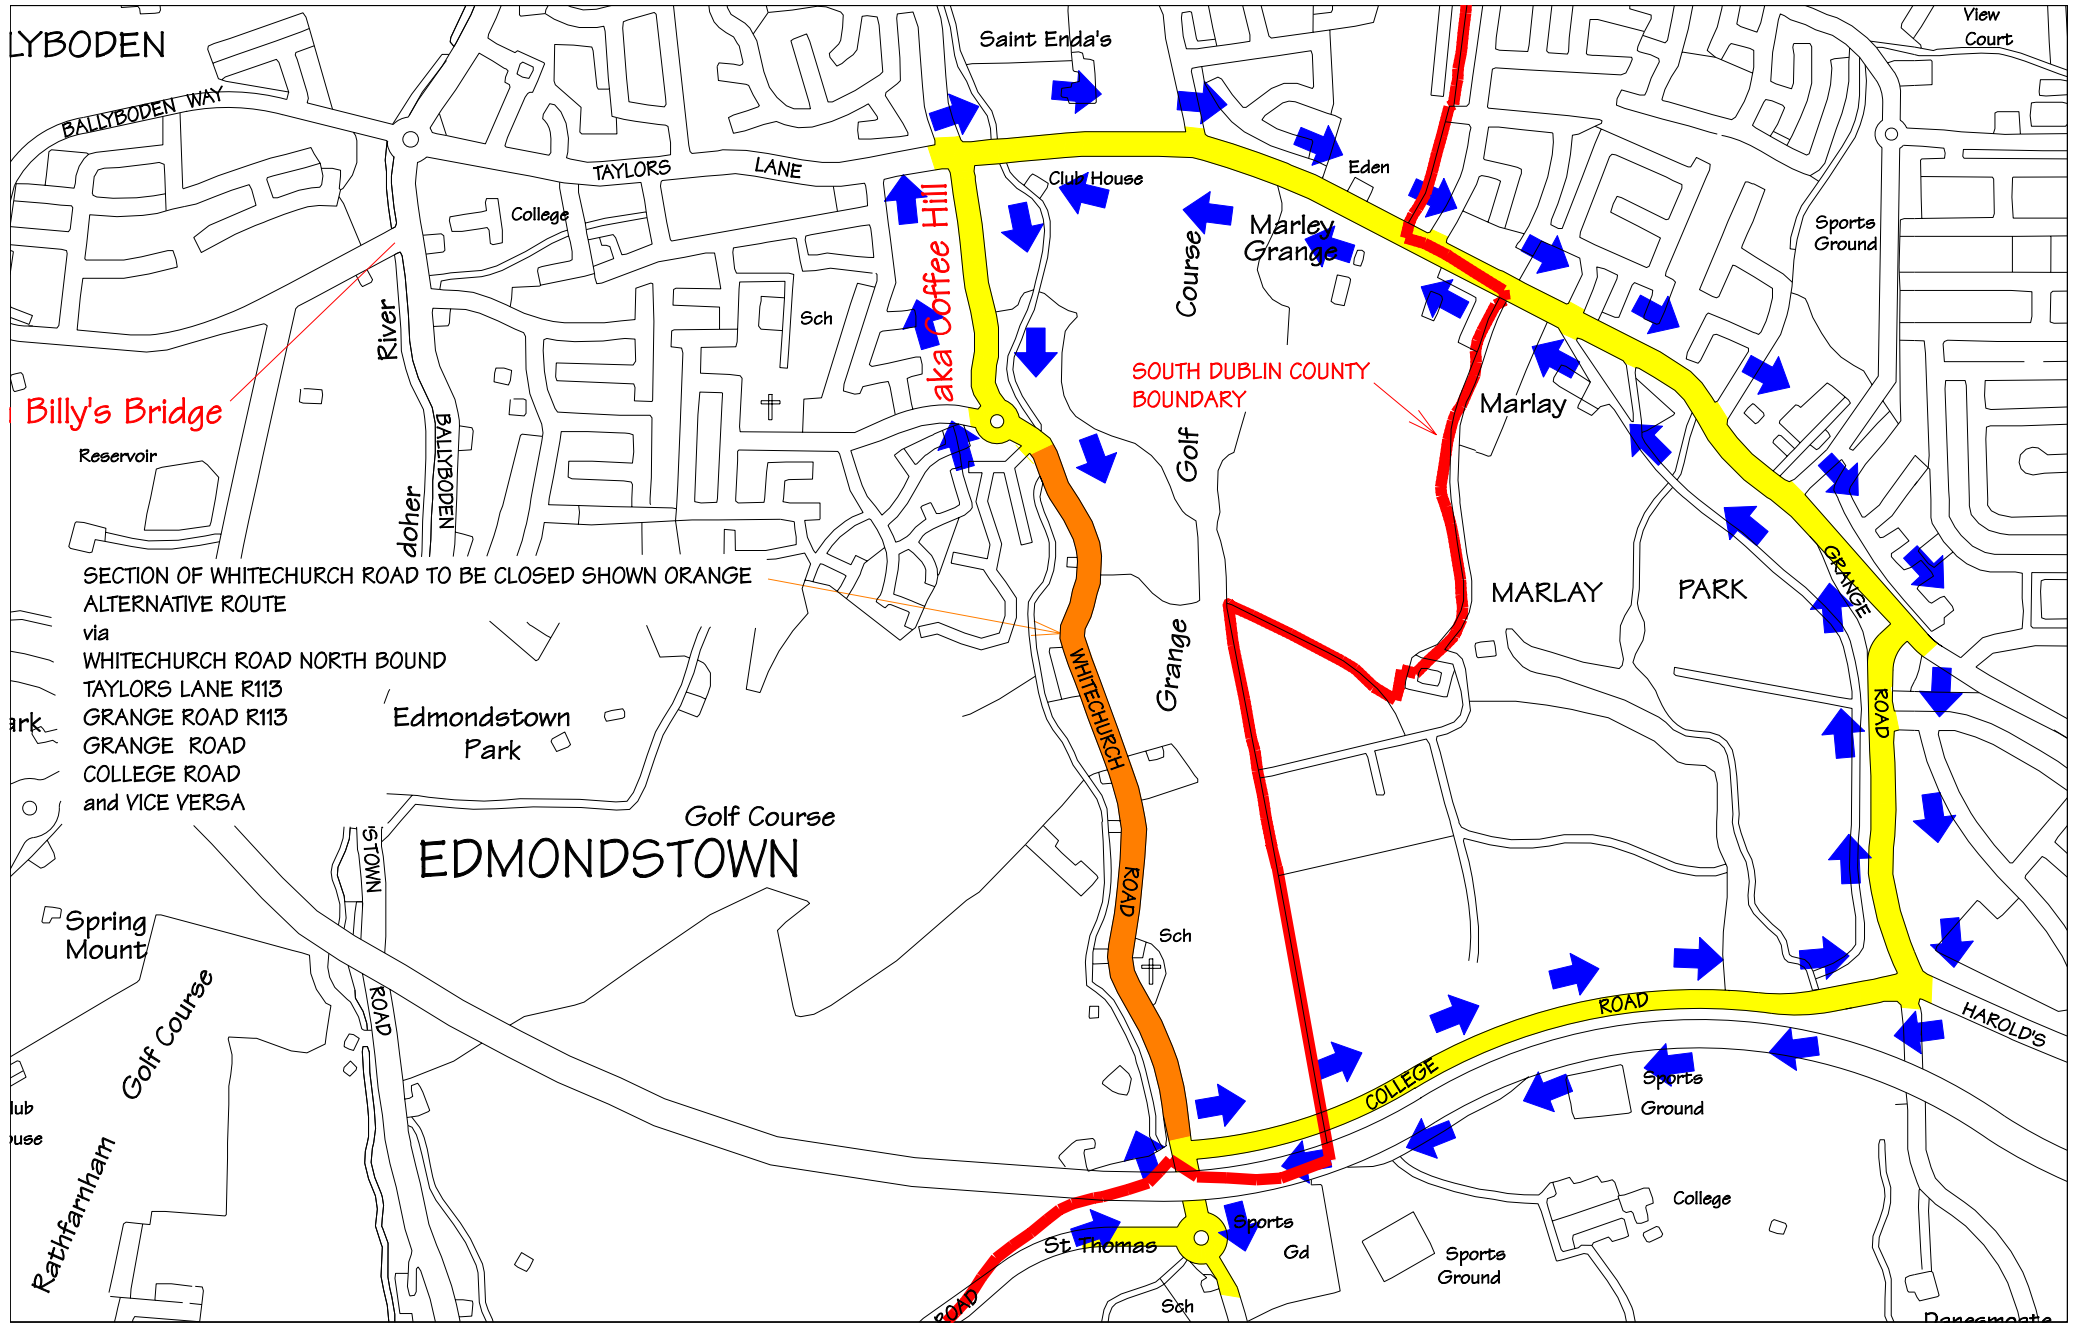 LYBODEN
Saint Enda's
View
Court
BALLYBODEN WAY
TAYLORS LANE
Club House
Eden
College
Marley
Grange
Sports
Ground
aka Coffee Hill
Course
River
Sch
SOUTH DUBLIN COUNTY
BOUNDARY
Billy's Bridge
Marlay
Reservoir
BALLYBODEN
Golf
doher
GRANGE
SECTION OF WHITECHURCH ROAD TO BE CLOSED SHOWN ORANGE
ALTERNATIVE ROUTE
via
WHITECHURCH ROAD NORTH BOUND
TAYLORS LANE R113
GRANGE ROAD R113
GRANGE ROAD
COLLEGE ROAD
and VICE VERSA
MARLAY PARK
Grange
WHITECHURCH
ROAD
ark
Edmondstown
Park
Golf Course
EDMONDSTOWN
STOWN
ROAD
Spring
Mount
Sch
Golf Course
ROAD
ROAD
HAROLD'S
COLLEGE
Sports
Ground
lub
ouse
Rathfarnham
College
Sports
Gd
St Thomas
Sports
Ground
Sch
ROAD